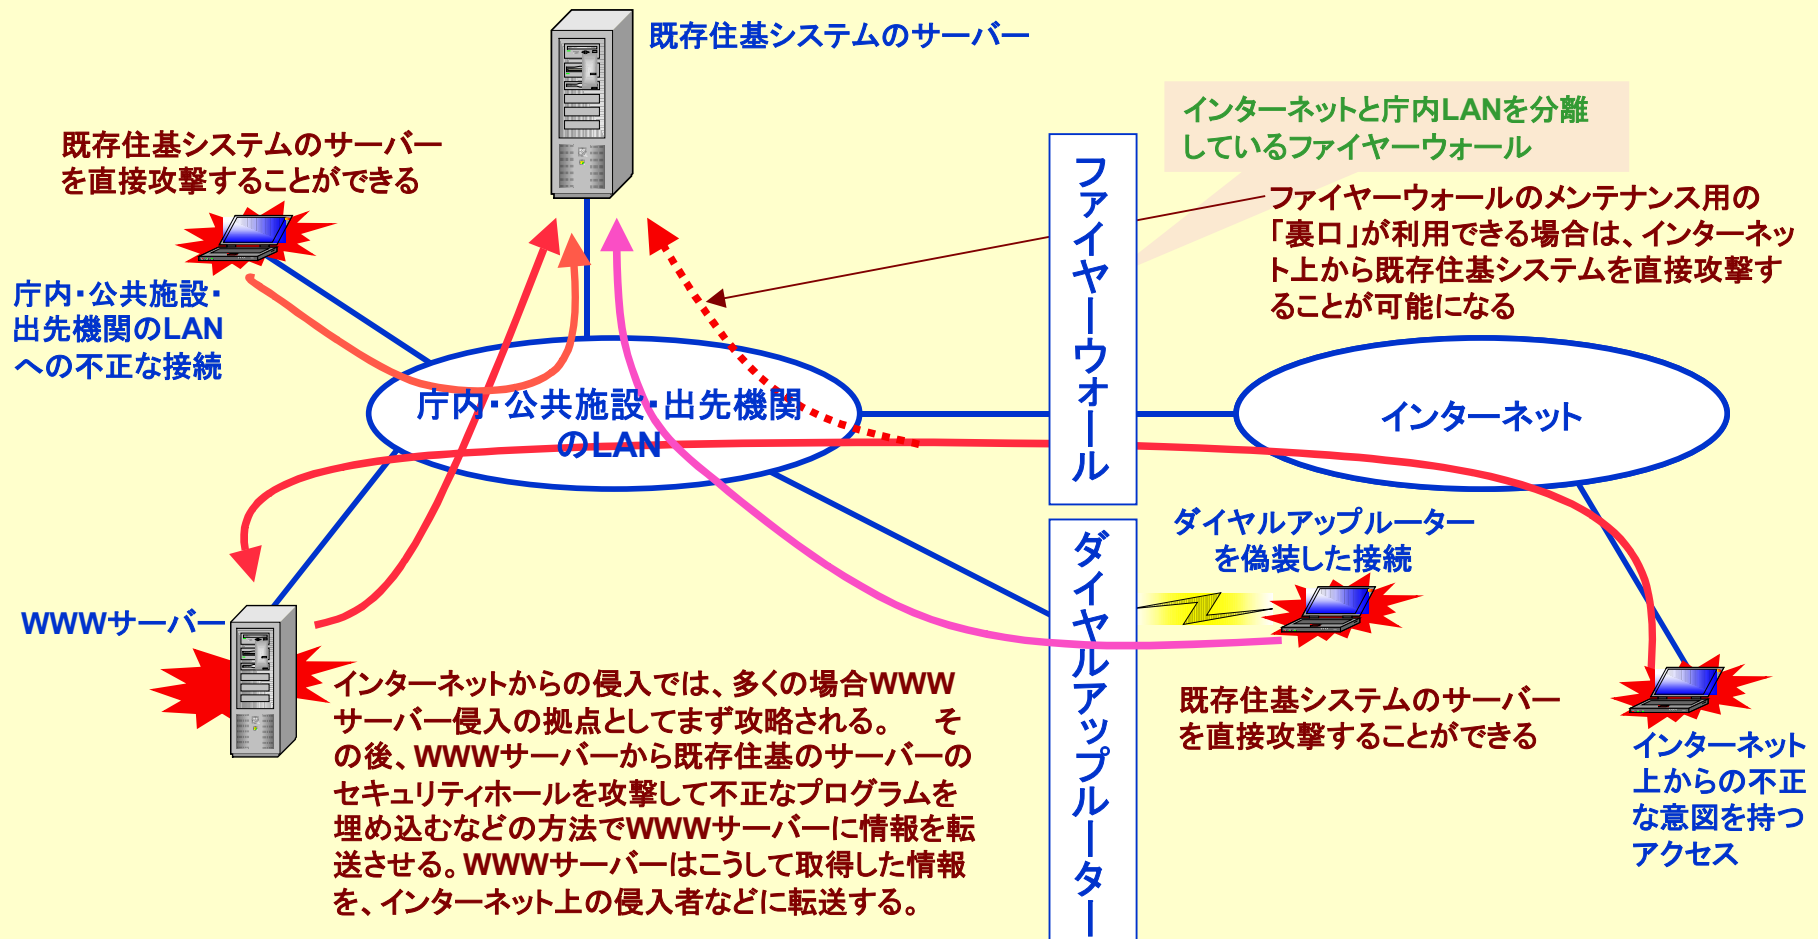 既存住基システムのサーバー
インターネットと庁内LANを分離
しているファイヤーウォール
既存住基システムのサーバー
を直接攻撃することができる
ファイヤーウォール
ファイヤーウォールのメンテナンス用の
「裏口」が利用できる場合は、インターネッ
ト上から既存住基システムを直接攻撃す
ることが可能になる
庁内・公共施設・
出先機関のLAN
への不正な接続
庁内・公共施設・出先機関
のLAN
インターネット
ダイヤルアップルーター
を偽装した接続
ダイヤルアップルーター
WWWサーバー
インターネットからの侵入では、多くの場合WWW
サーバー侵入の拠点としてまず攻略される。　そ
の後、WWWサーバーから既存住基のサーバーの
セキュリティホールを攻撃して不正なプログラムを
埋め込むなどの方法でWWWサーバーに情報を転
送させる。WWWサーバーはこうして取得した情報
を、インターネット上の侵入者などに転送する。
既存住基システムのサーバー
を直接攻撃することができる
インターネット
上からの不正
な意図を持つ
アクセス